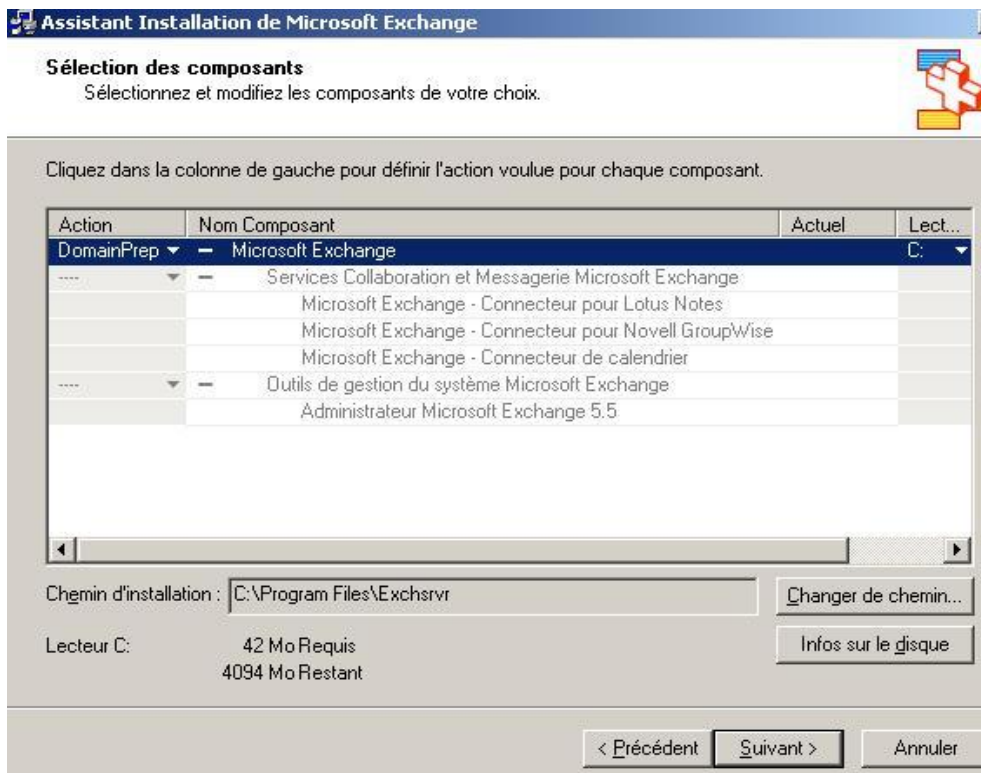 Assistant Installation de Microsoft Exchange
Sélection des composants
Sélectionnez et modifiez les composants de votre choix.
Cliquez dans la colonne de gauche pour définir l'action voulue pour chaque composant.
Action Nom Composant Actuel Lect...
DomainPrep Microsoft Exchange C:
---- Services Collaboration et Messagerie Microsoft Exchange
Microsoft Exchange - Connecteur pour Lotus Notes
Microsoft Exchange - Connecteur pour Novell GroupWise
Microsoft Exchange - Connecteur de calendrier
---- Outils de gestion du système Microsoft Exchange
Administrateur Microsoft Exchange 5.5
Chemin d'installation : C:\Program Files\Exchsrvr Changer de chemin...
Lecteur C: 42 Mo Requis Infos sur le disque
4094 Mo Restant
< Précédent Suivant > Annuler